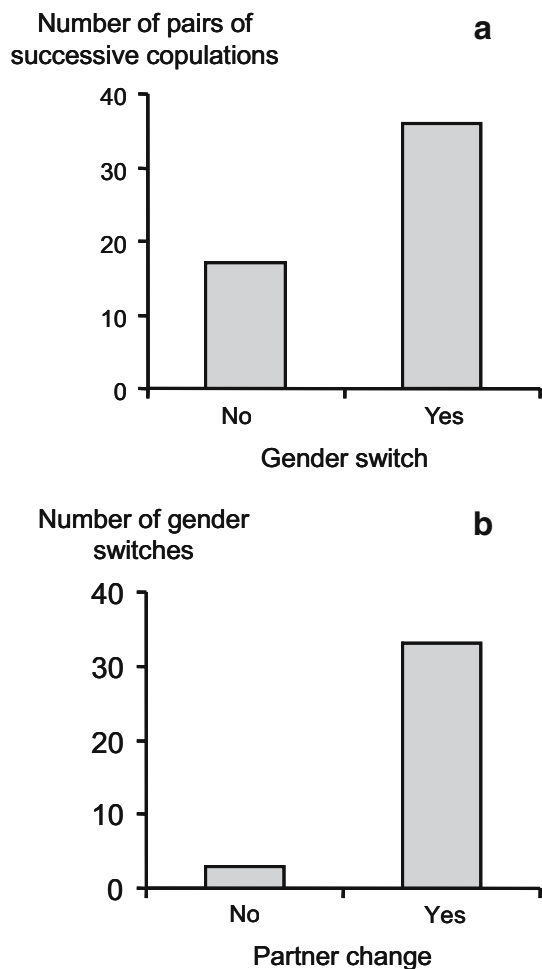 Number of pairs of
successive copulations
a
40
30
20
10
0
No Yes
Gender switch
Number of gender
switches
b
40
30
20
10
0
No Yes
Partner change